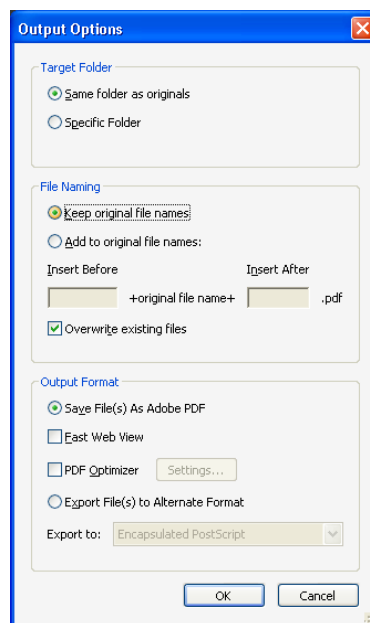 Output Options
Target Folder
Same folder as originals
Specific Folder
File Naming
Keep original file names
Add to original file names:
Insert Before Insert After
+original file name+ .pdf
Overwrite existing files
Output Format
Save File(s) As Adobe PDF
Fast Web View
PDF Optimizer Settings...
Export File(s) to Alternate Format
Export to: Encapsulated PostScript
OK Cancel